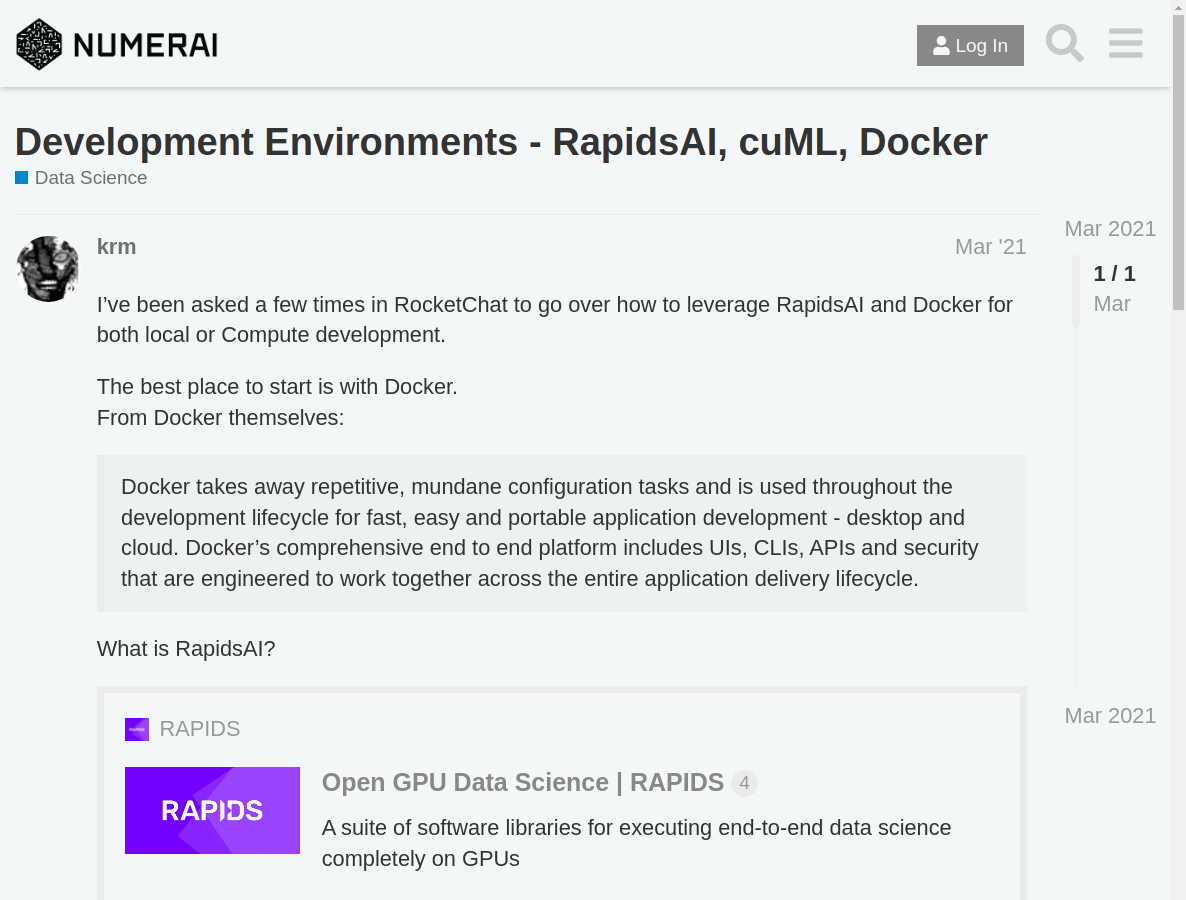 NUMERAI
Log In
Development Environments - RapidsAI, cuML, Docker
Data Science
krm
Mar '21
I’ve been asked a few times in RocketChat to go over how to leverage RapidsAI and Docker for
both local or Compute development.
The best place to start is with Docker.
From Docker themselves:
Docker takes away repetitive, mundane configuration tasks and is used throughout the
development lifecycle for fast, easy and portable application development - desktop and
cloud. Docker’s comprehensive end to end platform includes UIs, CLIs, APIs and security
that are engineered to work together across the entire application delivery lifecycle.
What is RapidsAI?
RAPIDS
RAPIDS
Open GPU Data Science | RAPIDS 4
A suite of software libraries for executing end-to-end data science
completely on GPUs
Mar 2021
1 / 1
Mar
Mar 2021